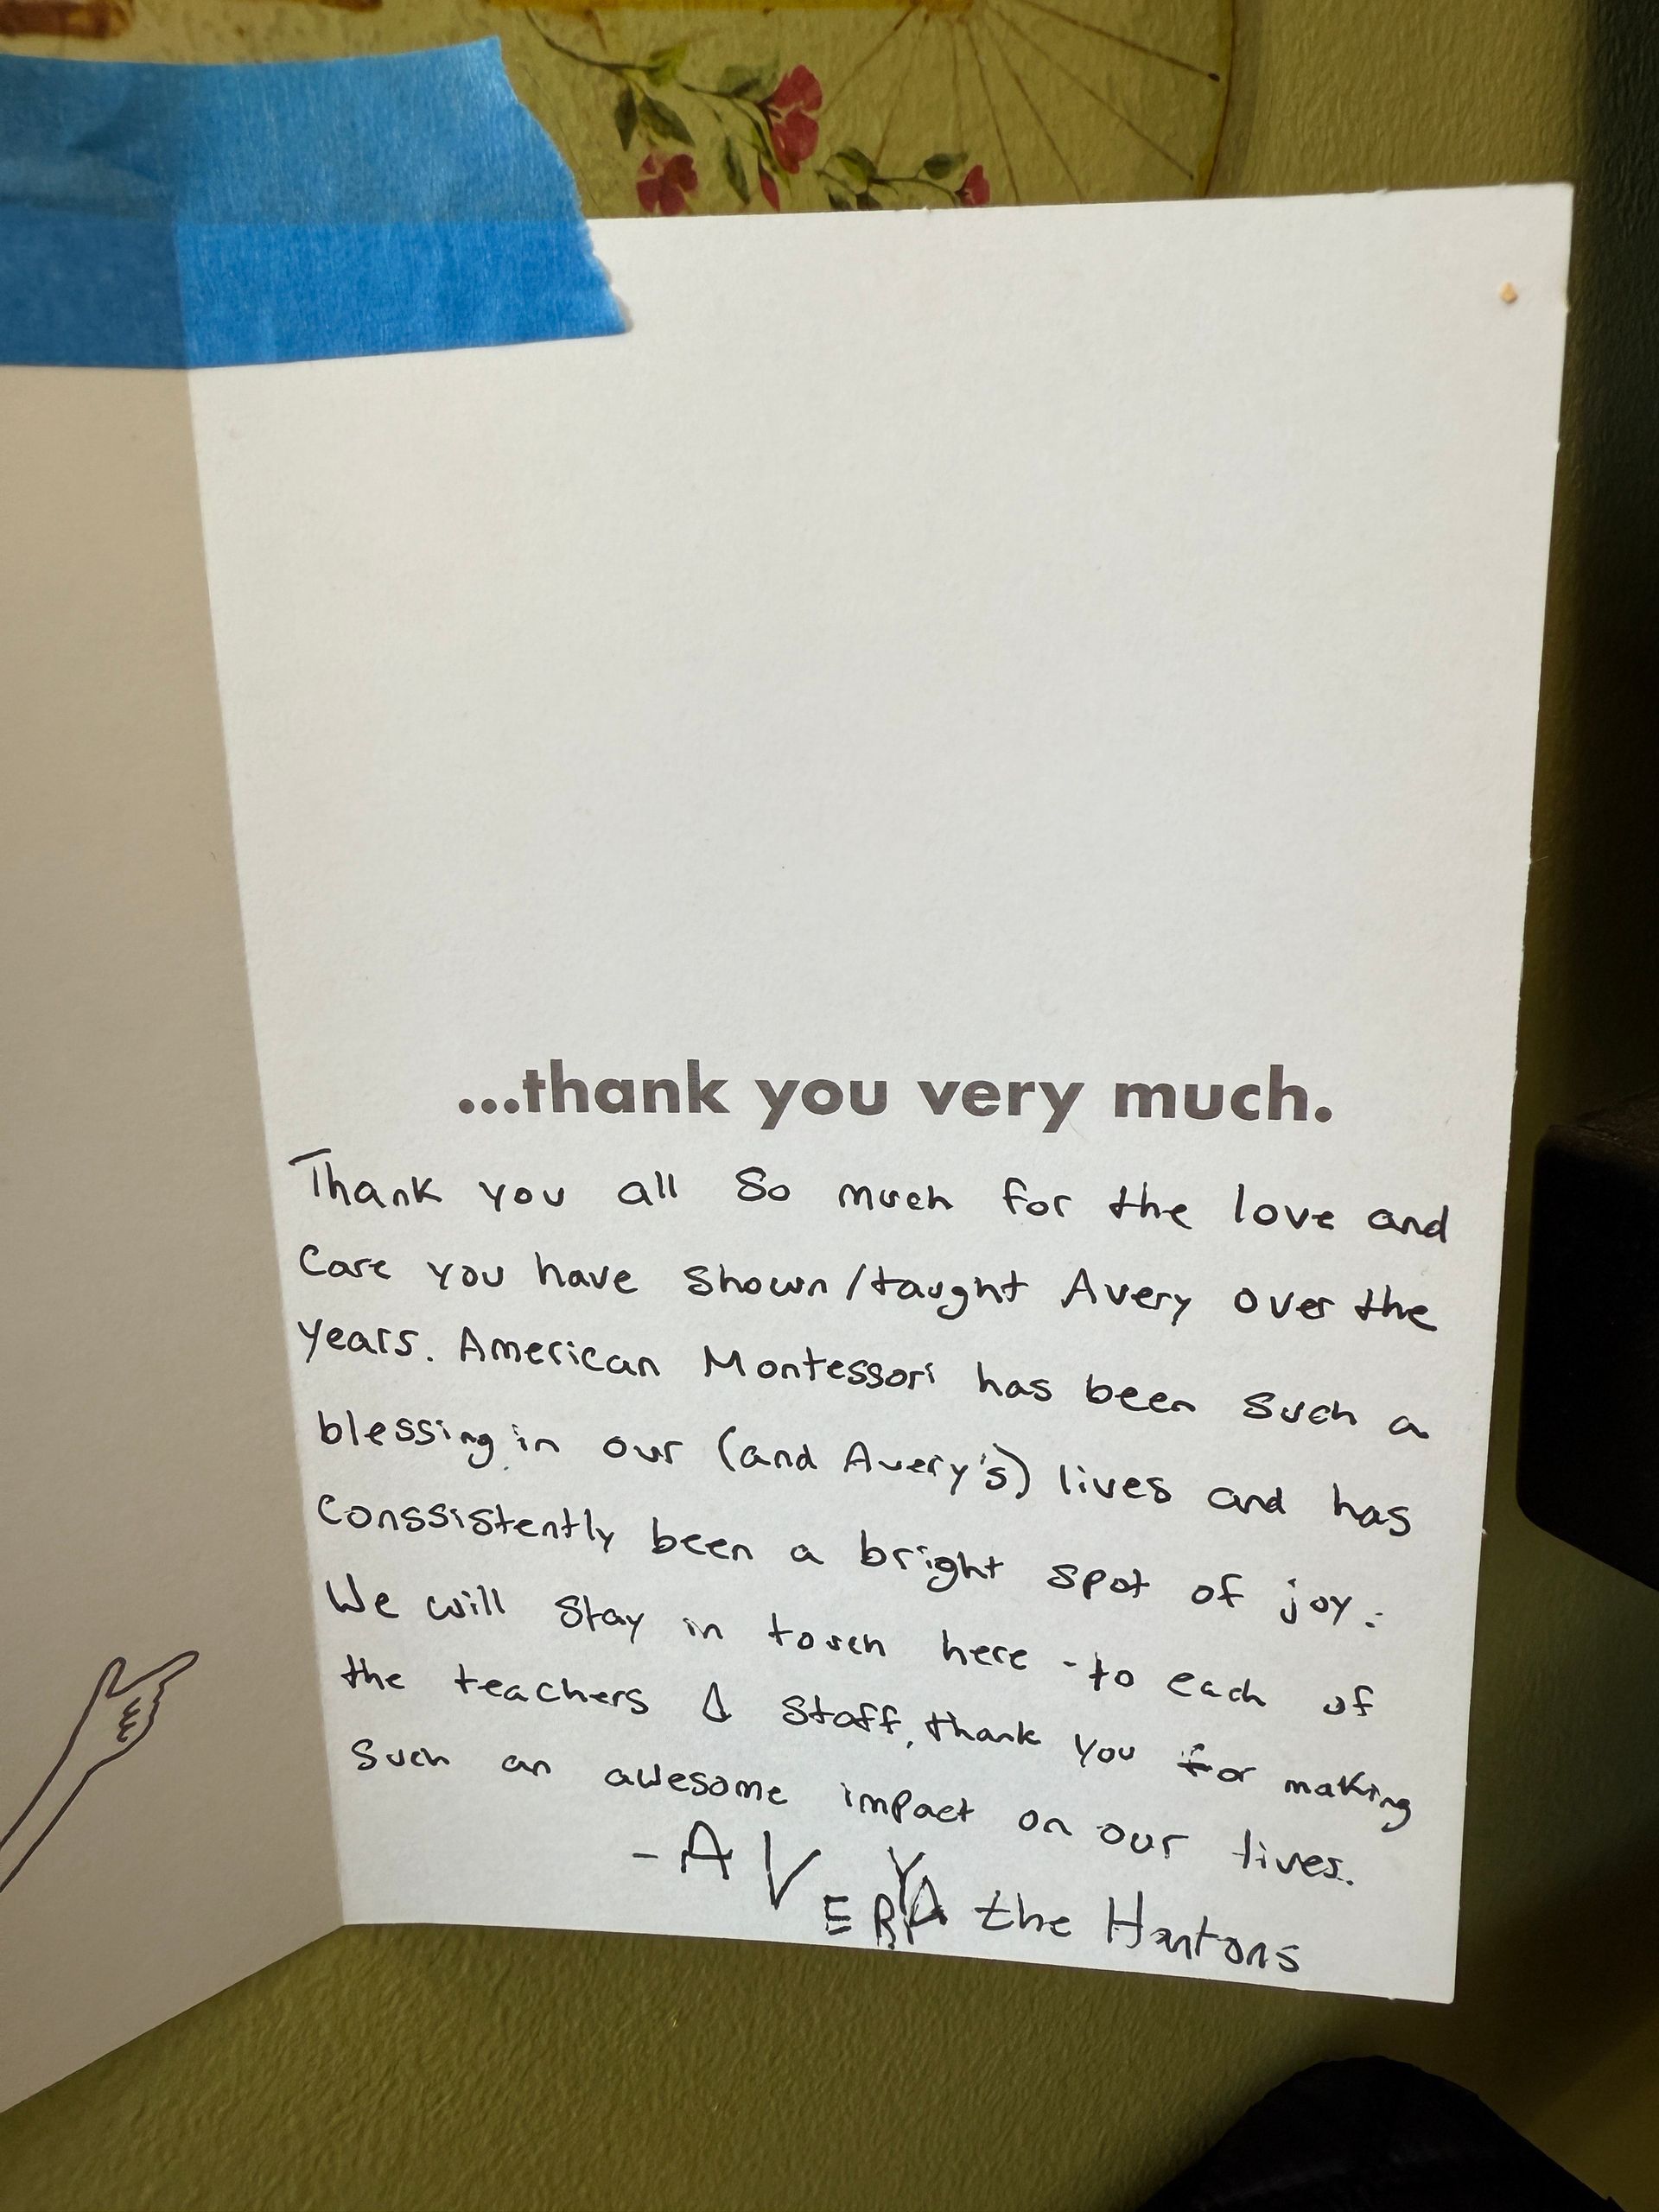 ...thank you very much.
Thank you all so much for the love and
care you have shown/taught Avery over the
years. American Montessori has been such a
blessing in our (and Avery's) lives and has
conssistently been a bright spot of joy.
We will stay in touch here - to each of
the teachers & staff, thank you for making
such an awesome impact on our lives.
- AVERY & the